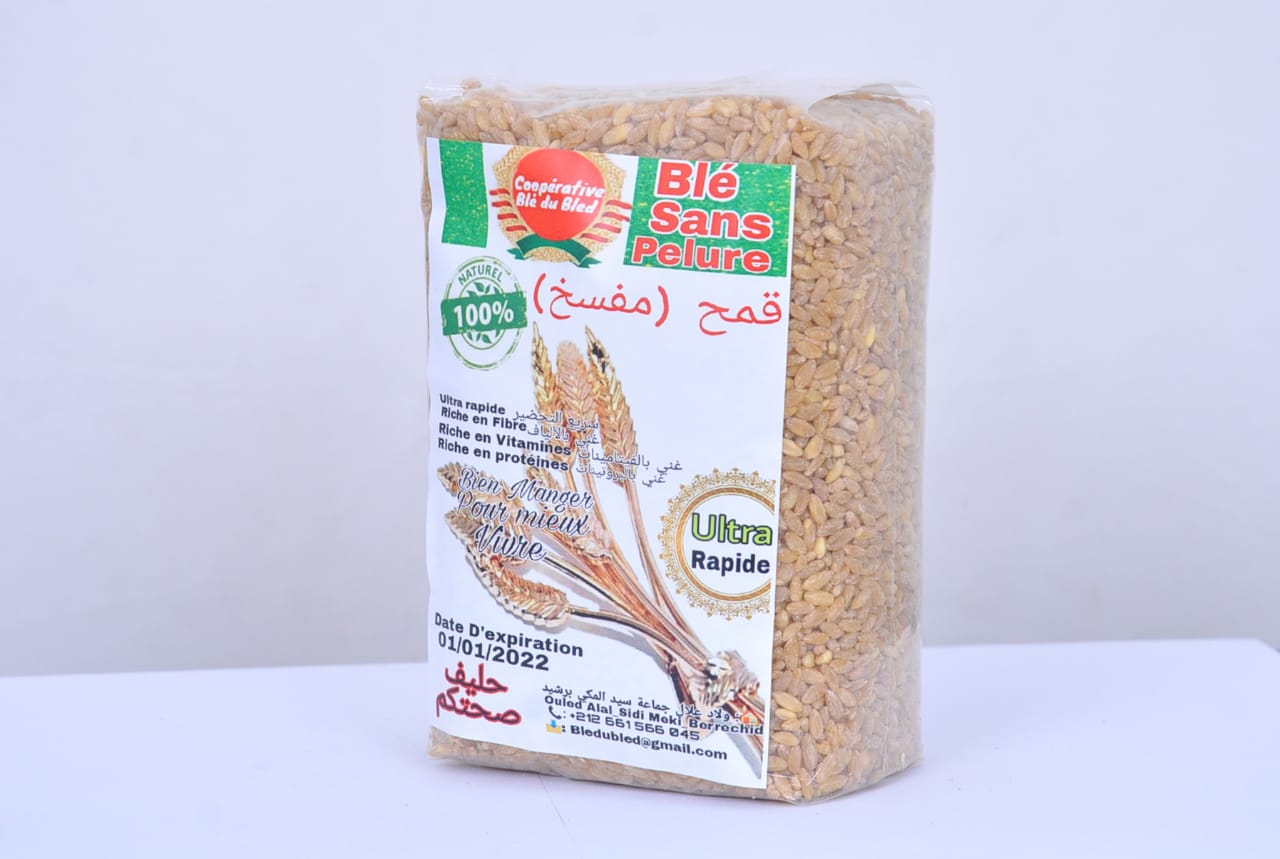 Coopérative
Blé du Bled
Blé
Sans
Pelure
NATUREL
100%
قمح (مفسخ)
Ultra rapide سريع التحضير
Riche en Fibre غني بالألياف
Riche en Vitamines غني بالفيتامينات
Riche en protéines غني بالبروتينات
Bien Manger
Pour mieux
Vivre
Ultra
Rapide
Date D'expiration
01/01/2022
حليف
صحتكم
ولاد علال جماعة سيد المكي برشيد
Ouled Alal Sidi Meki Berrechid
: +212 661 566 045
: Bledubled@gmail.com